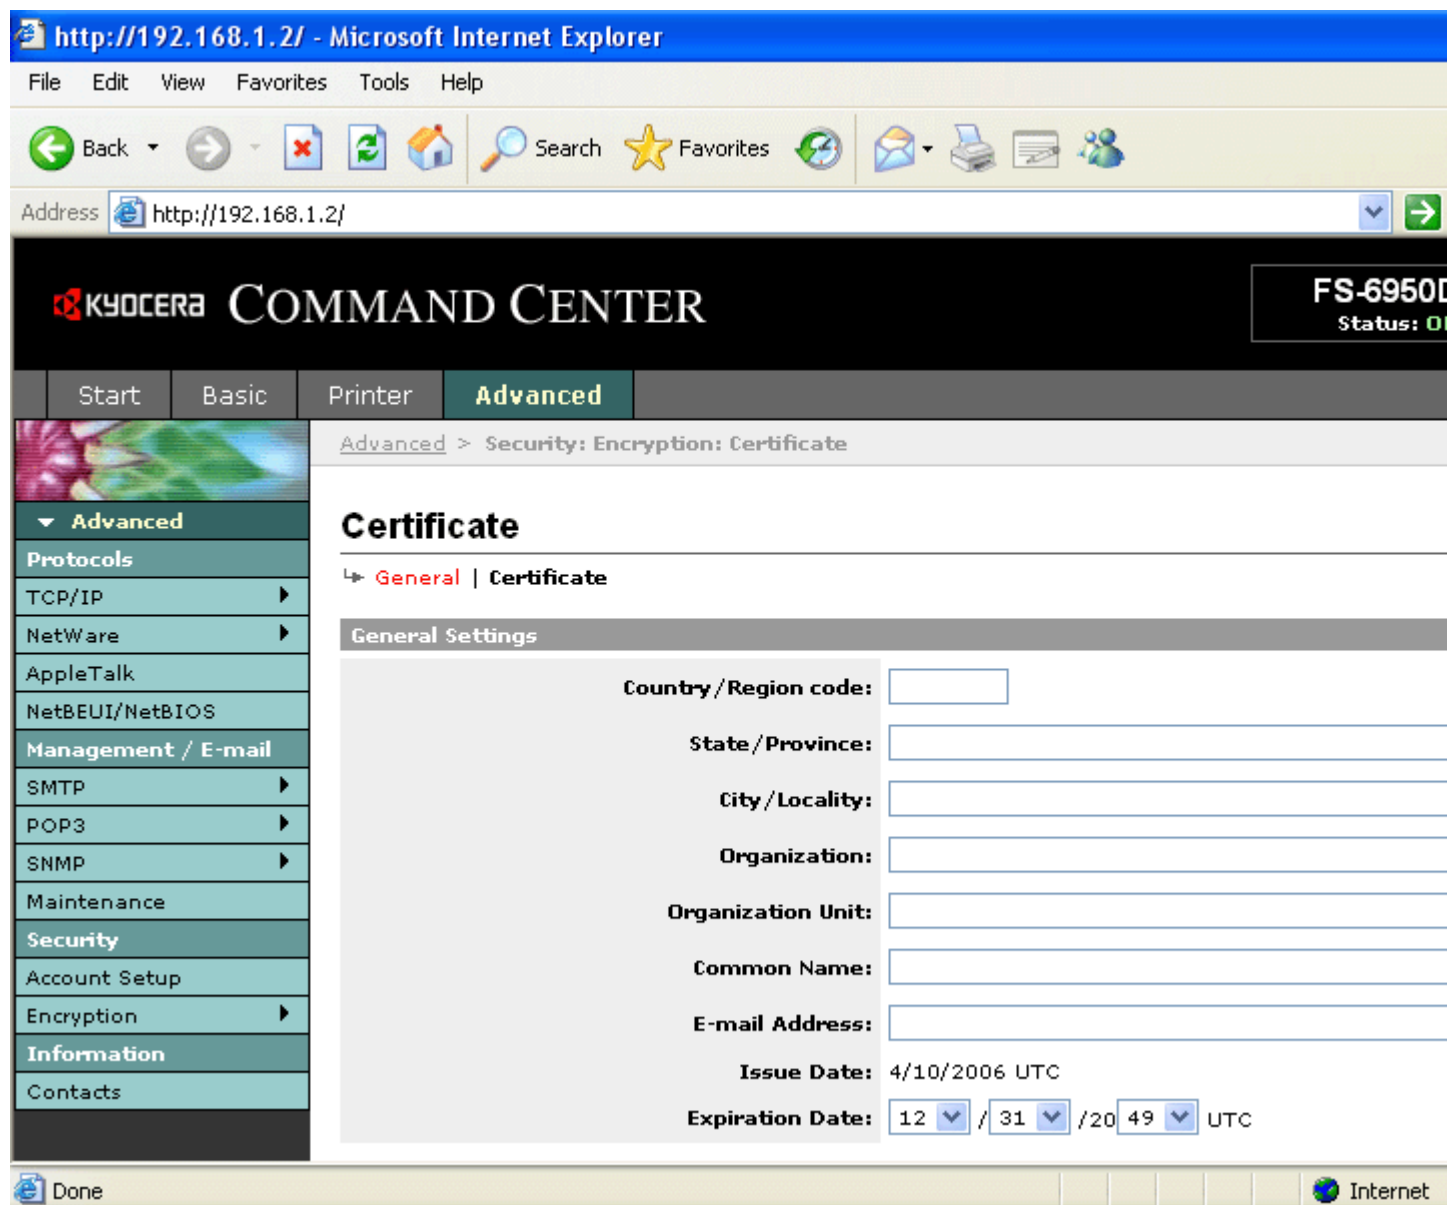 http://192.168.1.2/ - Microsoft Internet Explorer
File Edit View Favorites Tools Help
Back Search Favorites
Address http://192.168.1.2/
KYOCERA COMMAND CENTER
FS-6950D
Status:
Start Basic Printer Advanced
Advanced > Security: Encryption: Certificate
Advanced
Protocols
TCP/IP
NetWare
AppleTalk
NetBEUI/NetBIOS
Management / E-mail
SMTP
POP3
SNMP
Maintenance
Security
Account Setup
Encryption
Information
Contacts
Certificate
General | Certificate
General Settings
Country/Region code:
State/Province:
City/Locality:
Organization:
Organization Unit:
Common Name:
E-mail Address:
Issue Date: 4/10/2006 UTC
Expiration Date: 12 / 31 /20 49 UTC
Done Internet